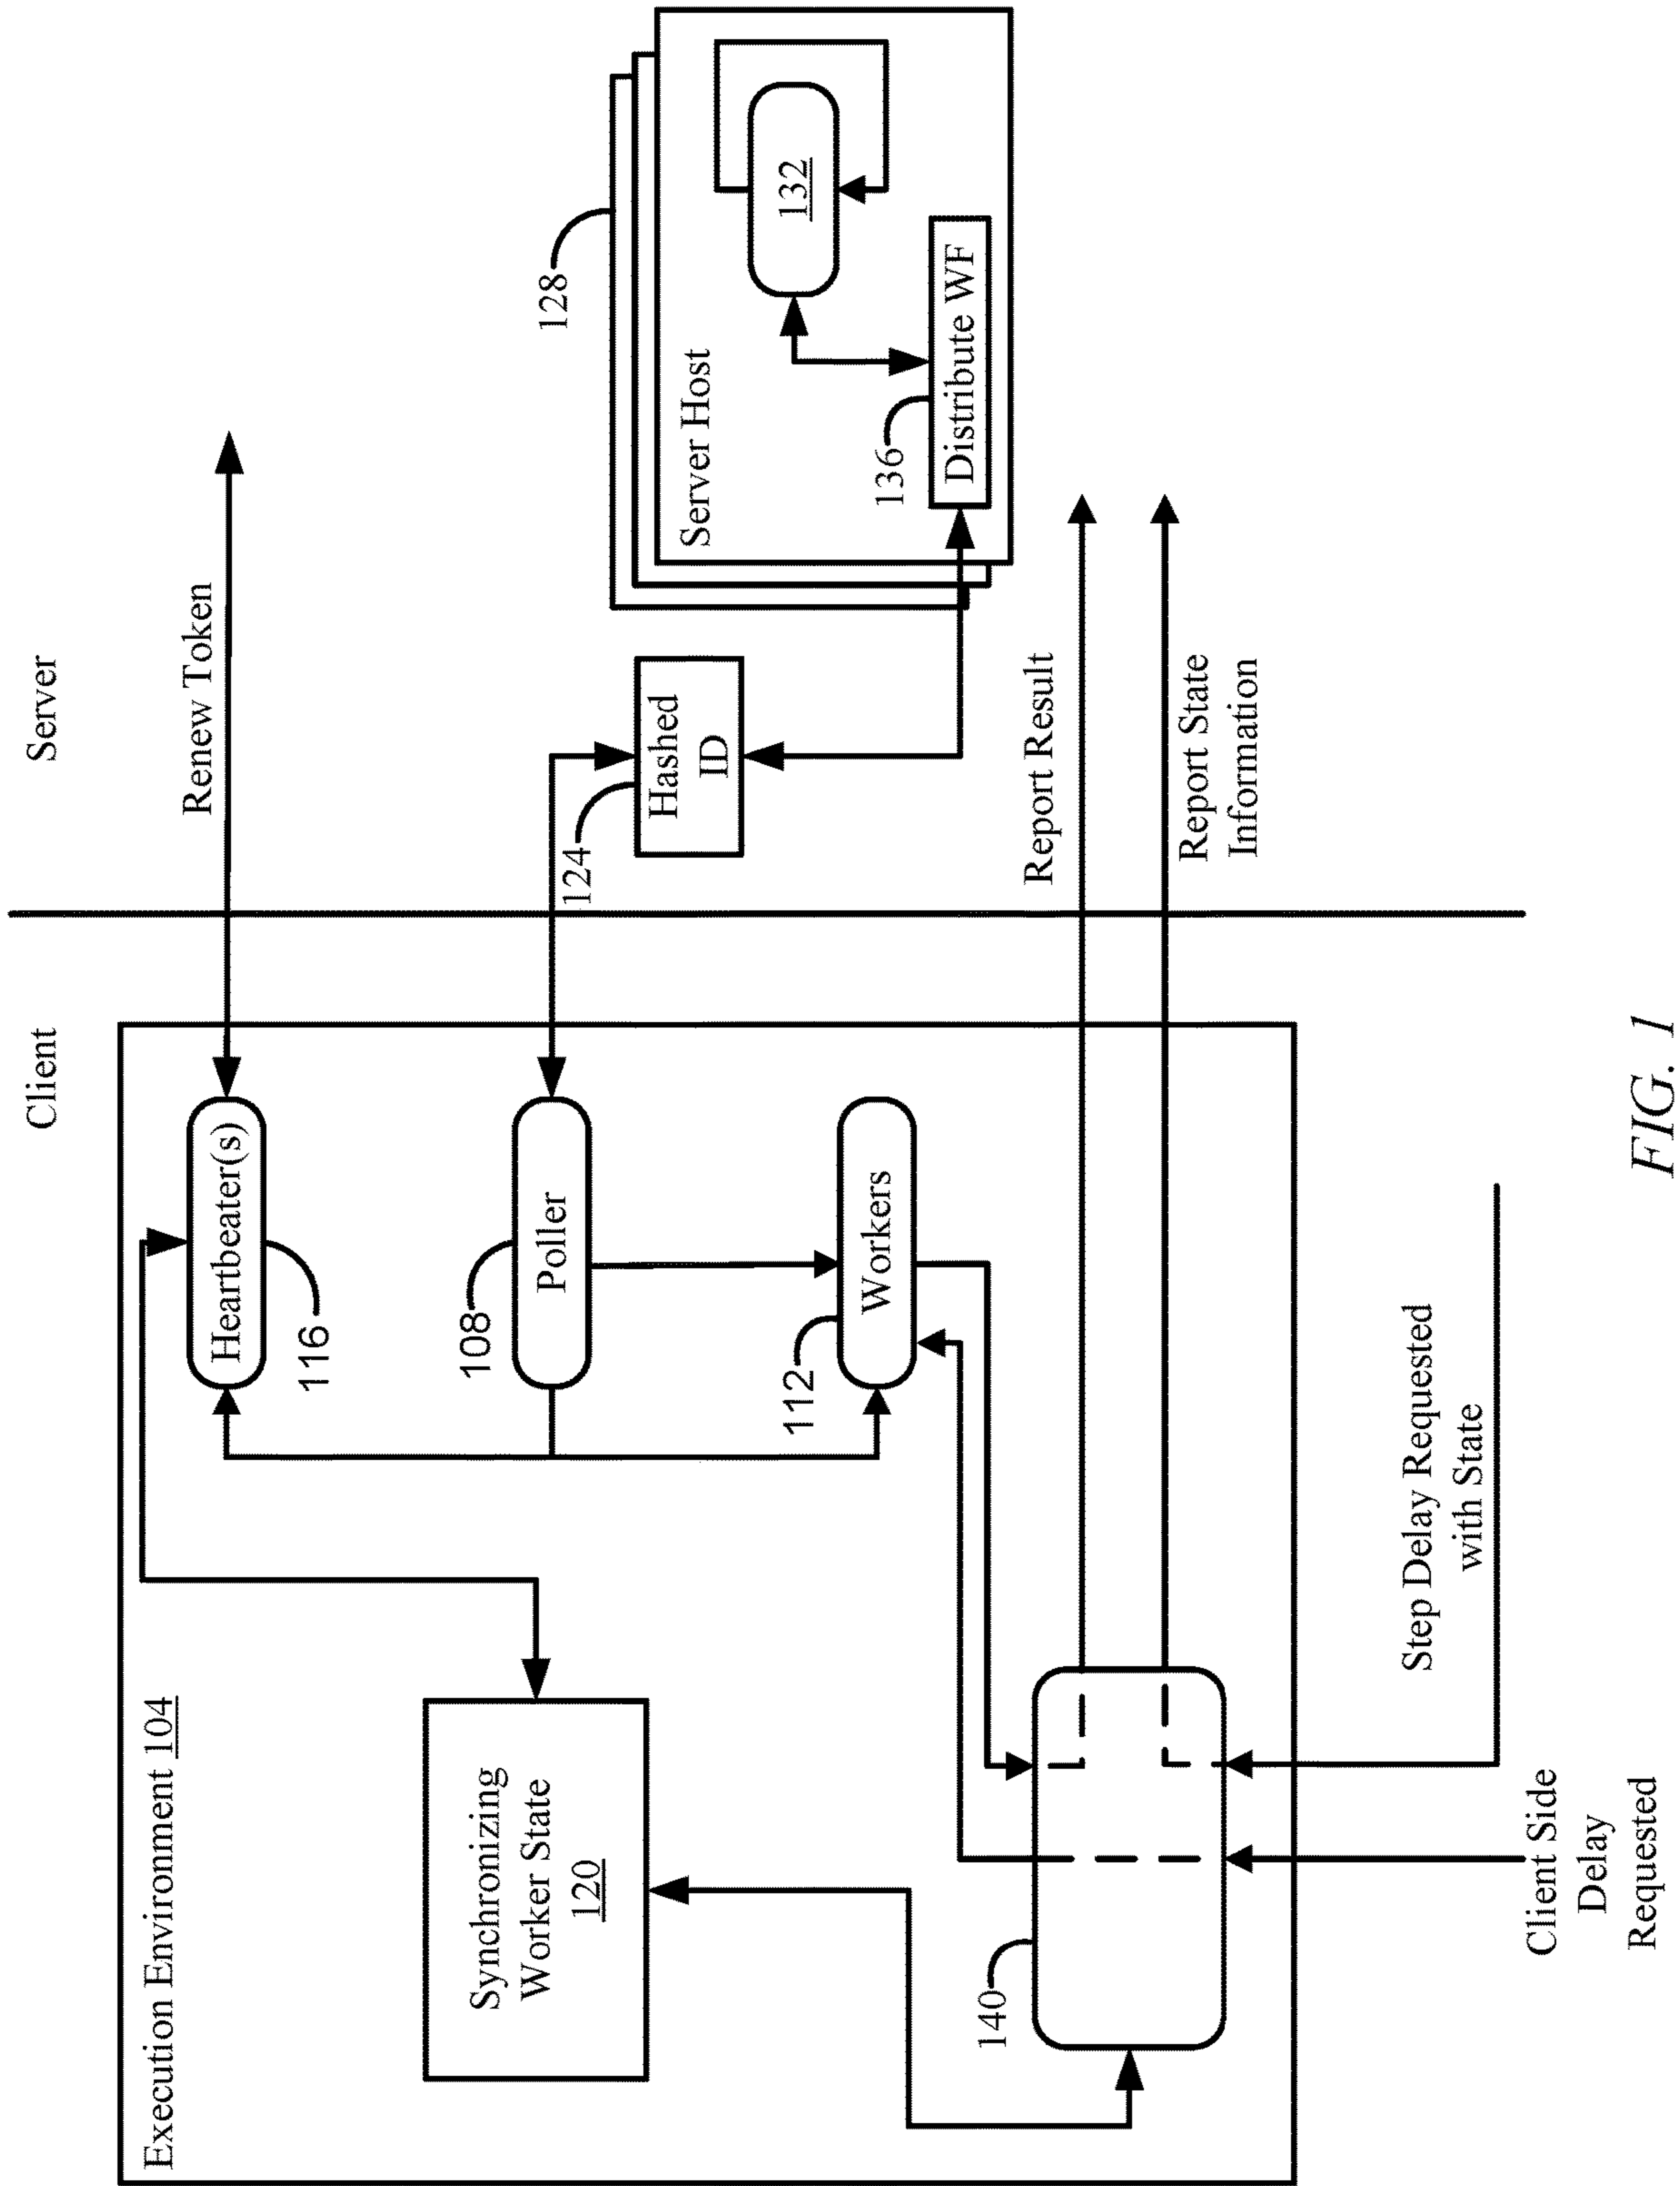 Client
Server
Execution Environment 104
Heartbeater(s)
116
Renew Token
108
Poller
124
Hashed
ID
128
Server Host
132
136
Distribute WF
112
Workers
Synchronizing
Worker State
120
140
Report Result
Report State
Information
Step Delay Requested
with State
Client Side
Delay
Requested
FIG. 1